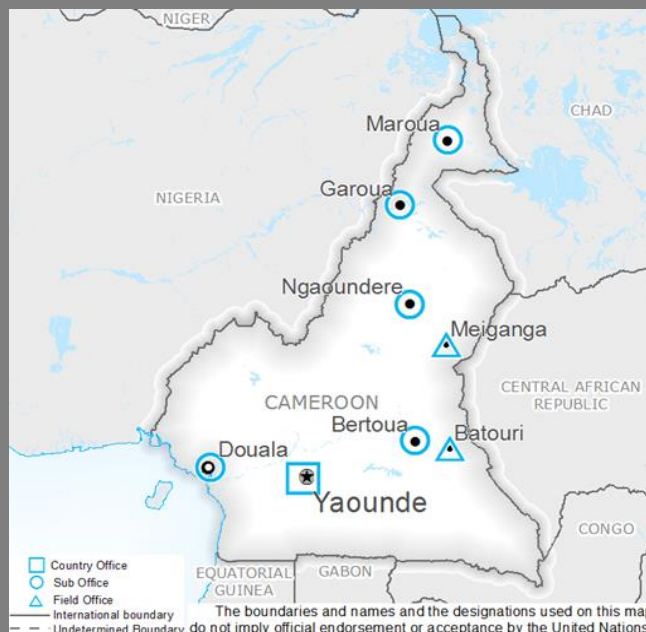 NIGER
CHAD
Maroua
NIGERIA
Garoua
Ngaoundere
Meiganga
CENTRAL AFRICAN
REPUBLIC
CAMEROON
Bertoua
Batouri
Douala
Yaounde
CONGO
EQUATORIAL
GUINEA
GABON
Country Office
Sub Office
Field Office
International boundary
Undetermined Boundary
The boundaries and names and the designations used on this map
do not imply official endorsement or acceptance by the United Nations